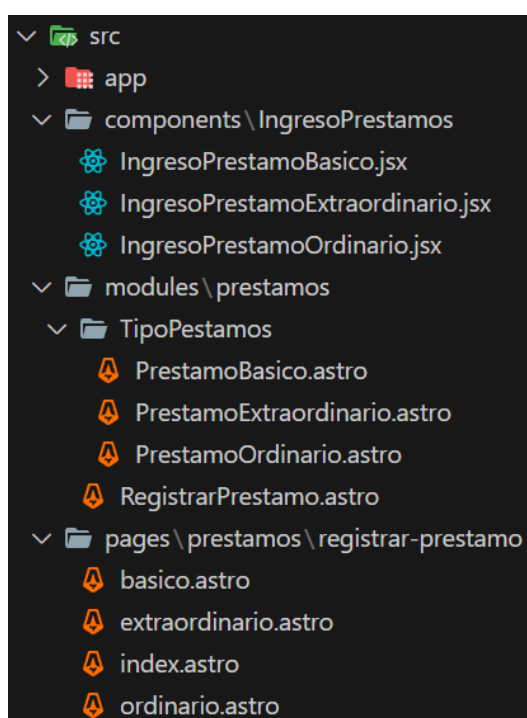 src
app
components\IngresoPrestamos
IngresoPrestamoBasico.jsx
IngresoPrestamoExtraordinario.jsx
IngresoPrestamoOrdinario.jsx
modules\prestamos
TipoPestamos
PrestamoBasico.astro
PrestamoExtraordinario.astro
PrestamoOrdinario.astro
RegistrarPrestamo.astro
pages\prestamos\registrar-prestamo
basico.astro
extraordinario.astro
index.astro
ordinario.astro